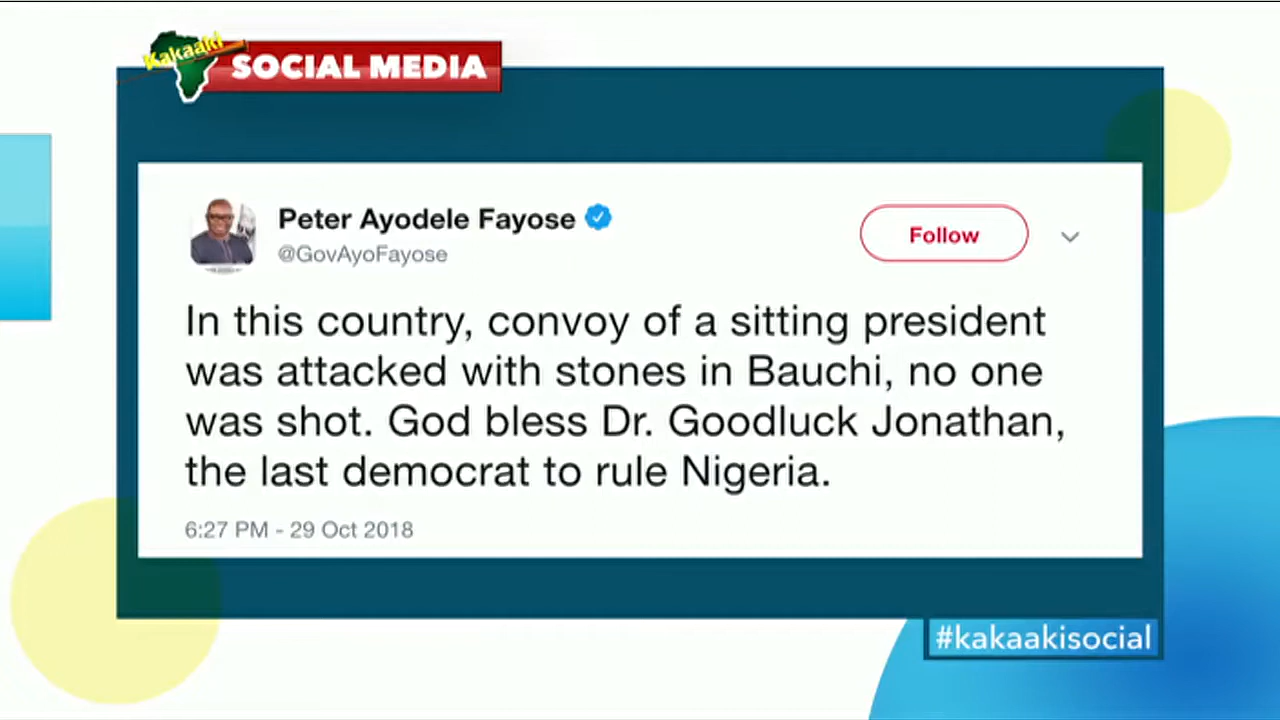 Kakaaki
SOCIAL MEDIA
Peter Ayodele Fayose
@GovAyoFayose
Follow
In this country, convoy of a sitting president
was attacked with stones in Bauchi, no one
was shot. God bless Dr. Goodluck Jonathan,
the last democrat to rule Nigeria.
6:27 PM - 29 Oct 2018
#kakaakisocial